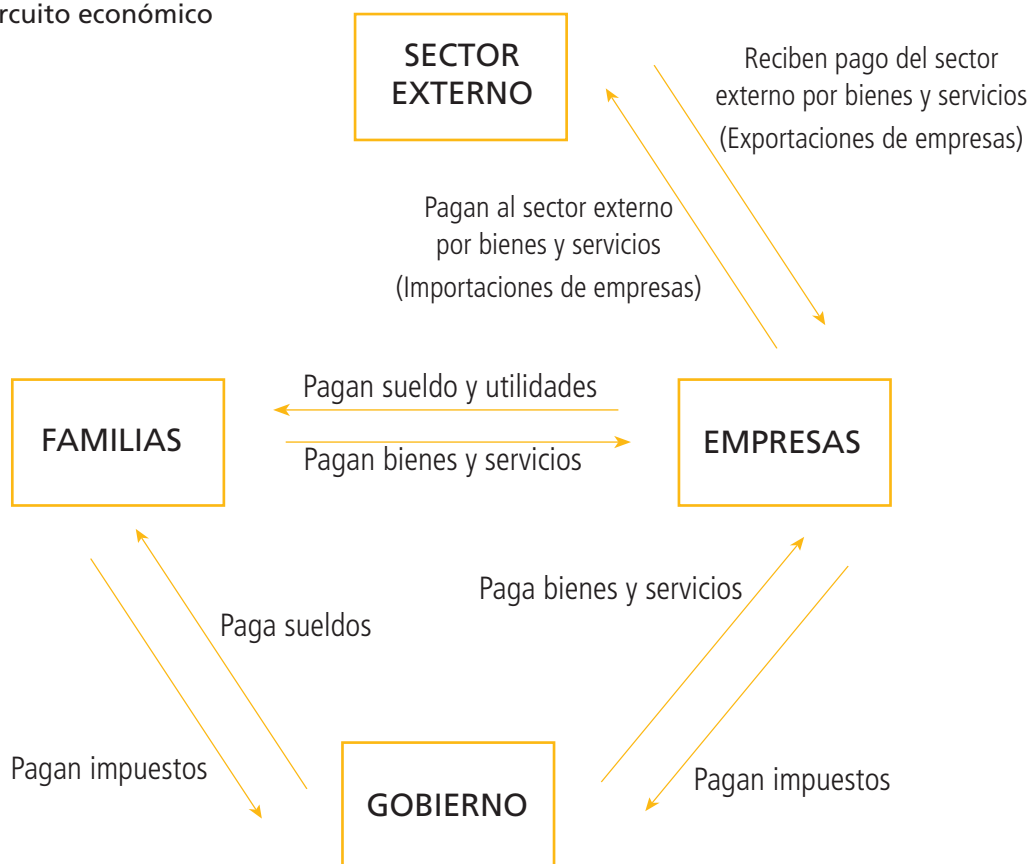 rcuito económico
SECTOR
EXTERNO
Reciben pago del sector
externo por bienes y servicios
(Exportaciones de empresas)
Pagan al sector externo
por bienes y servicios
(Importaciones de empresas)
Pagan sueldo y utilidades
FAMILIAS
EMPRESAS
Pagan bienes y servicios
Paga bienes y servicios
Paga sueldos
Pagan impuestos
Pagan impuestos
GOBIERNO